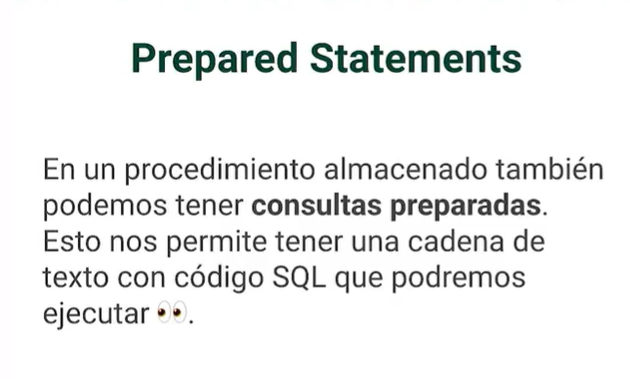 Prepared Statements
En un procedimiento almacenado también
podemos tener consultas preparadas.
Esto nos permite tener una cadena de
texto con código SQL que podremos
ejecutar 👀.